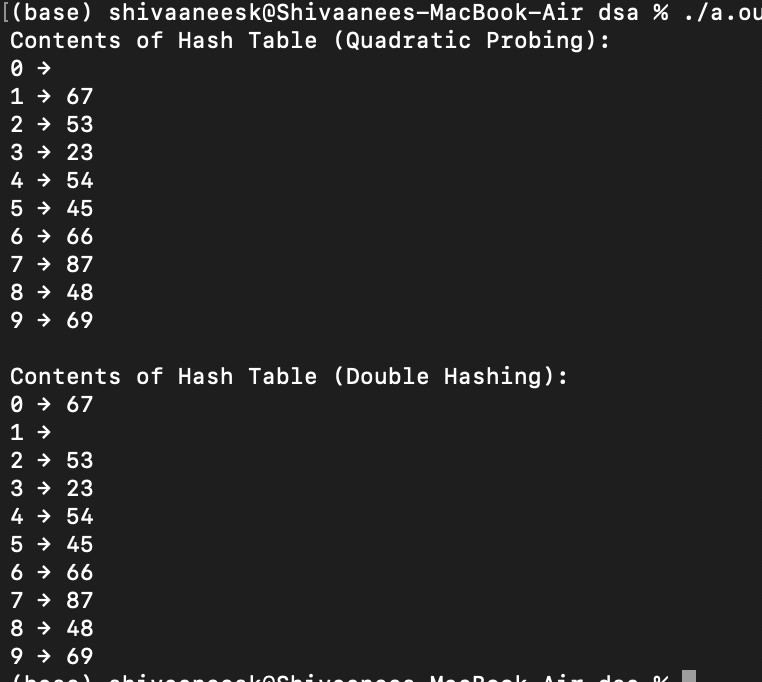 [(base) shivaaneesk@Shivaanees-MacBook-Air dsa % ./a.ou
Contents of Hash Table (Quadratic Probing):
0 →
1 → 67
2 → 53
3 → 23
4 → 54
5 → 45
6 → 66
7 → 87
8 → 48
9 → 69
Contents of Hash Table (Double Hashing):
0 → 67
1 →
2 → 53
3 → 23
4 → 54
5 → 45
6 → 66
7 → 87
8 → 48
9 → 69
(base) shivaaneesk@Shivaanees-MacBook-Air dsa %